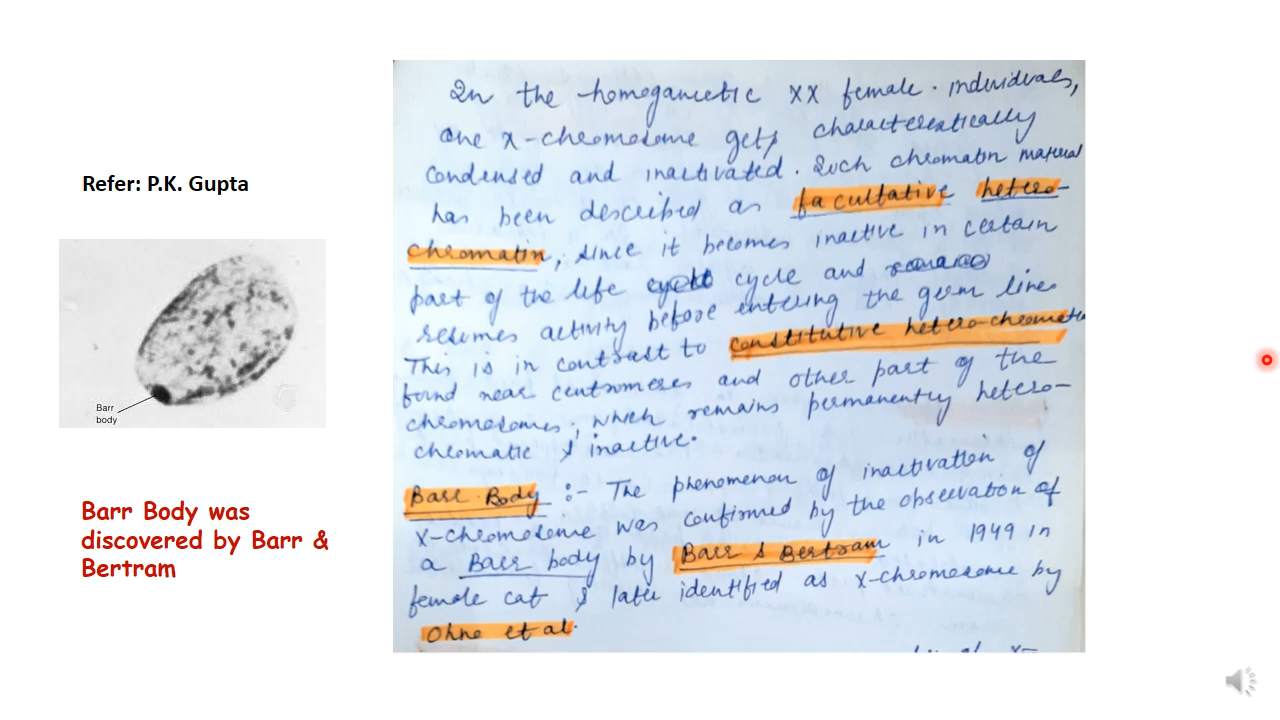 Refer: P.K. Gupta
Barr
body
Barr Body was
discovered by Barr &
Bertram
In the homogametic XX female. individuals,
one X-chromosome gets characterestically
condensed and inactivated. Such chromatin material
has been described as facultative hetero-
chromatin, since it becomes inactive in certain
part of the life cycle and
resumes activity before entering the germ line.
This is in contrast to constitutive hetero-chromatin
found near centromeres and other part of the
chromosomes, which remains permanently hetero-
chromatic & inactive.
Barr Body :- The phenomenon of inactivation of
X-chromosome was confirmed by the observation of
a Barr body by Barr & Bertram in 1949 in
female cat & later identified as X-chromosome by
Ohno et al.